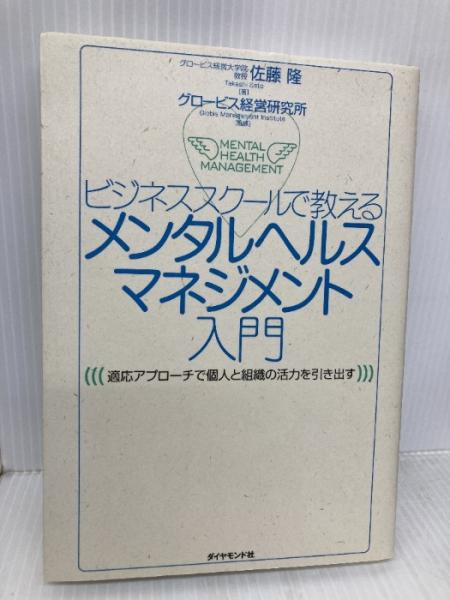 グロービス経営大学院
教授 佐藤 隆
Takashi Sato
[著]
グロービス経営研究所
Globis Management Institute
[監修]
MENTAL
HEALTH
MANAGEMENT
ビジネススクールで教える
メンタルヘルス
マネジメント
入門
(((適応アプローチで個人と組織の活力を引き出す)))
ダイヤモンド社